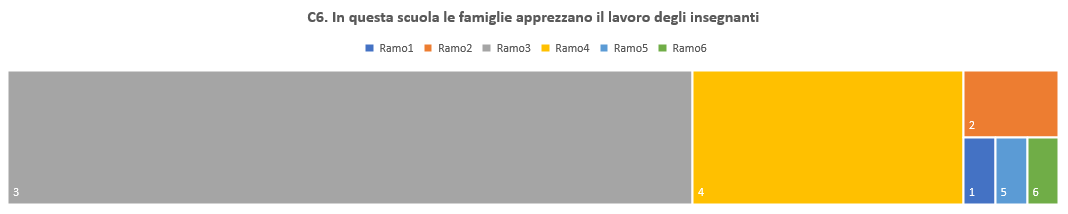 C6. In questa scuola le famiglie apprezzano il lavoro degli insegnanti
Ramo1 Ramo2 Ramo3 Ramo4 Ramo5 Ramo6
2
3 4 1 5 6